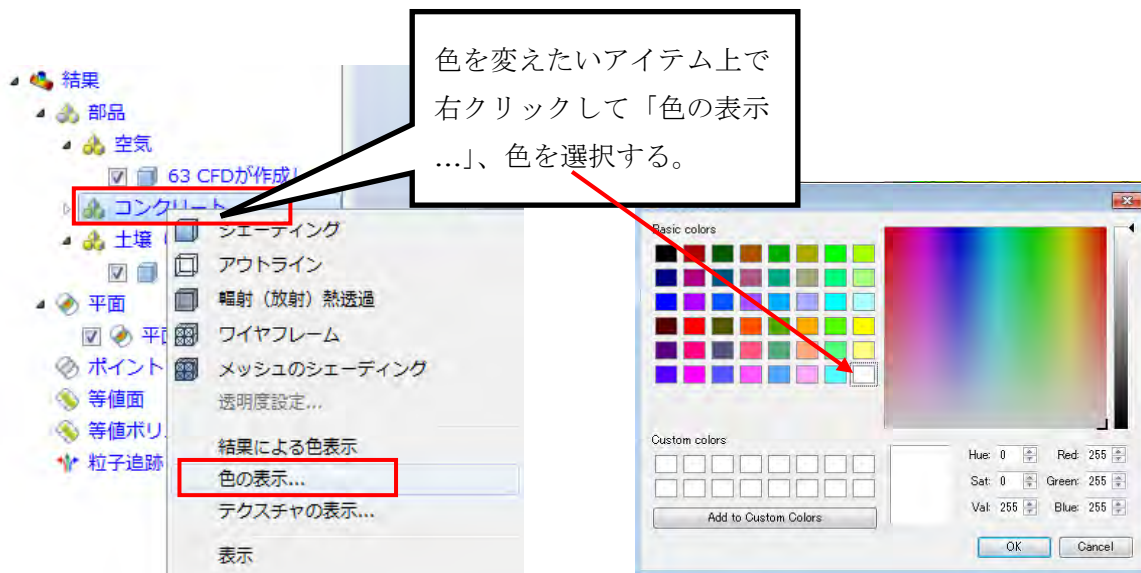 色を変えたいアイテム上で
右クリックして「色の表示
…」、色を選択する。
結果
部品
空気
63 CFDが作成し
コンクリート
土壌
平面
平面
ポイント
等値面
等値ポリ
粒子追跡
シェーディング
アウトライン
輻射（放射）熱透過
ワイヤフレーム
メッシュのシェーディング
透明度設定...
結果による色表示
色の表示...
テクスチャの表示...
表示
Basic colors
Custom colors
Add to Custom Colors
Hue: 0 Red: 255
Sat: 0 Green: 255
Val: 255 Blue: 255
OK Cancel